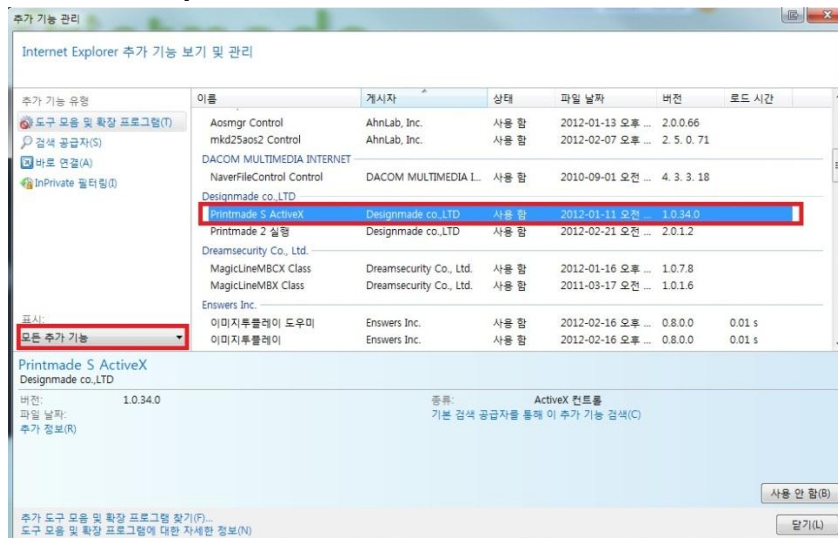 추가 기능 관리
Internet Explorer 추가 기능 보기 및 관리
추가 기능 유형
도구 모음 및 확장 프로그램(T)
검색 공급자(S)
바로 연결(A)
InPrivate 필터링(I)
표시:
모든 추가 기능
이름 게시자 상태 파일 날짜 버전 로드 시간
Aosmgr Control AhnLab, Inc. 사용 함 2012-01-13 오후 ... 2.0.0.66
mkd25aos2 Control AhnLab, Inc. 사용 함 2012-02-07 오후 ... 2. 5. 0. 71
DACOM MULTIMEDIA INTERNET
NaverFileControl Control DACOM MULTIMEDIA I... 사용 함 2010-09-01 오전 ... 4. 3. 3. 18
Designmade co.,LTD
Printmade S ActiveX Designmade co.,LTD 사용 함 2012-01-11 오전 ... 1.0.34.0
Printmade 2 실행 Designmade co.,LTD 사용 함 2012-02-21 오전 ... 2.0.1.2
Dreamsecurity Co., Ltd.
MagicLineMBCX Class Dreamsecurity Co., Ltd. 사용 함 2012-01-16 오후 ... 1.0.7.8
MagicLineMBX Class Dreamsecurity Co., Ltd. 사용 함 2011-03-17 오전 ... 1.0.1.6
Enswers Inc.
이미지투플레이 도우미 Enswers Inc. 사용 함 2012-02-16 오후 ... 0.8.0.0 0.01 s
이미지투플레이 Enswers Inc. 사용 함 2012-02-16 오후 ... 0.8.0.0 0.01 s
Printmade S ActiveX
Designmade co.,LTD
버전: 1.0.34.0 종류: ActiveX 컨트롤
파일 날짜: 기본 검색 공급자를 통해 이 추가 기능 검색(C)
추가 정보(R)
사용 안 함(B)
추가 도구 모음 및 확장 프로그램 찾기(F)...
도구 모음 및 확장 프로그램에 대한 자세한 정보(N)
닫기(L)